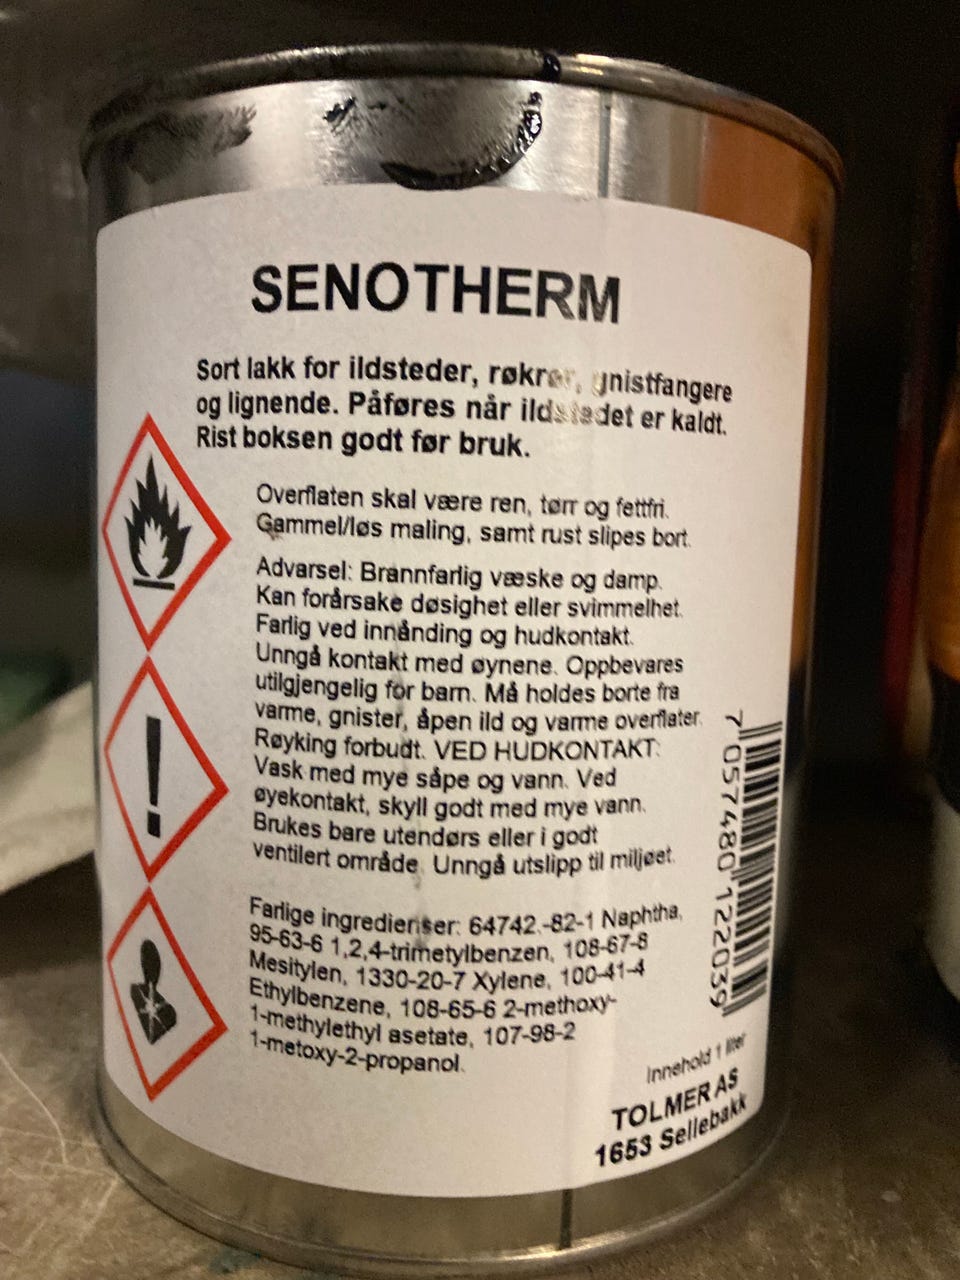 SENOTHERM
Sort lakk for ildsteder, røkrør, gnistfangere
og lignende. Påføres når ildstedet er kaldt.
Rist boksen godt før bruk.
Overflaten skal være ren, tørr og fettfri.
Gammel/løs maling, samt rust slipes bort.
Advarsel: Brannfarlig væske og damp.
Kan forårsake døsighet eller svimmelhet.
Farlig ved innånding og hudkontakt.
Unngå kontakt med øynene. Oppbevares
utilgjengelig for barn. Må holdes borte fra
varme, gnister, åpen ild og varme overflater.
Røyking forbudt. VED HUDKONTAKT:
Vask med mye såpe og vann. Ved
øyekontakt, skyll godt med mye vann.
Brukes bare utendørs eller i godt
ventilert område. Unngå utslipp til miljøet.
Farlige ingredienser: 64742.-82-1 Naphtha,
95-63-6 1,2,4-trimetylbenzen, 108-67-8
Mesitylen, 1330-20-7 Xylene, 100-41-4
Ethylbenzene, 108-65-6 2-methoxy-
1-methylethyl asetate, 107-98-2
1-metoxy-2-propanol.
7 057480 122039
Innehold 1 liter
TOLMER AS
1653 Sellebakk